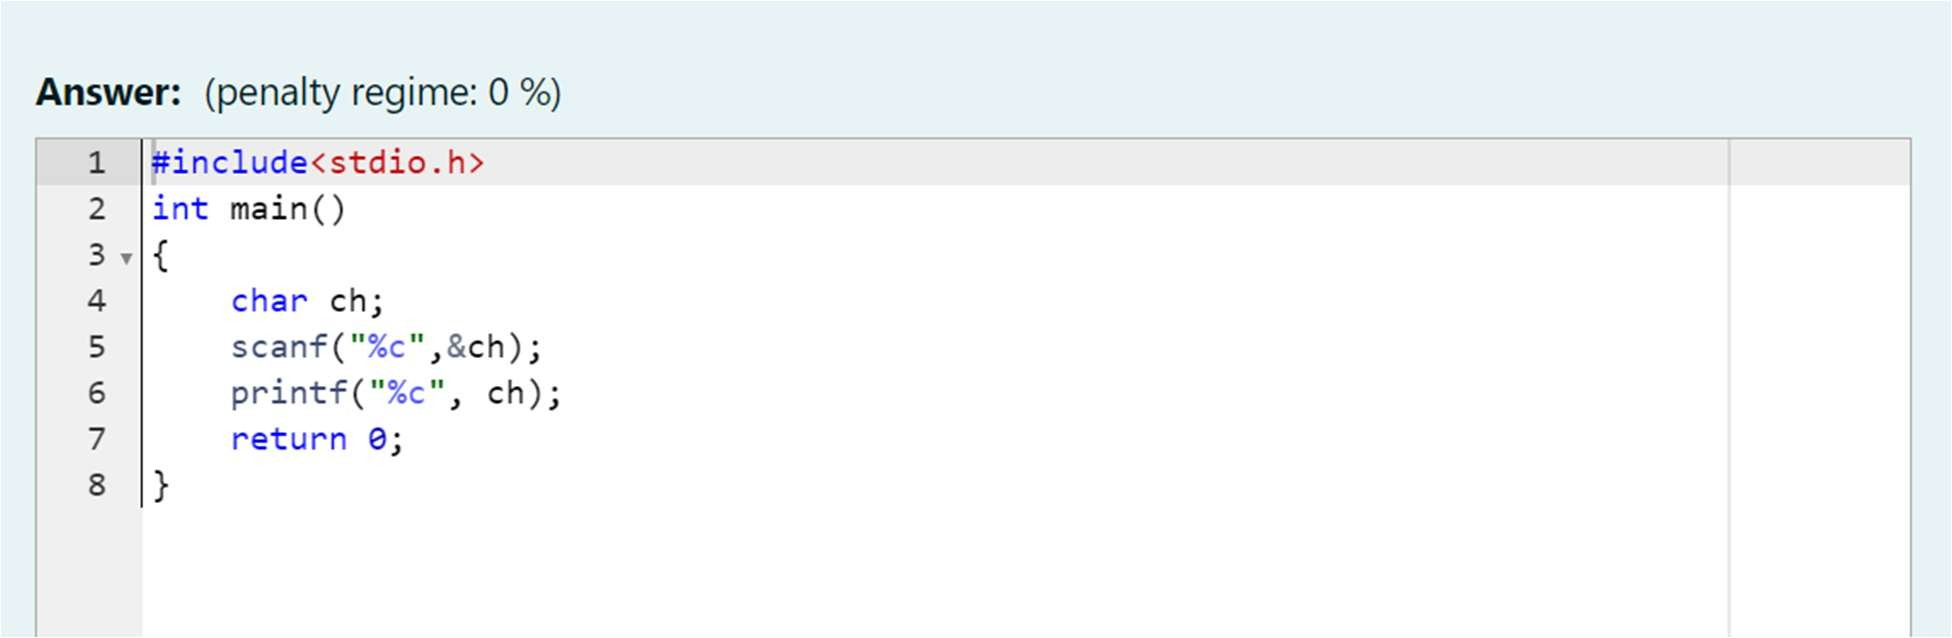 Answer: (penalty regime: 0 %)
1 #include<stdio.h>
2 int main()
3 {
4     char ch;
5     scanf("%c",&ch);
6     printf("%c", ch);
7     return 0;
8 }